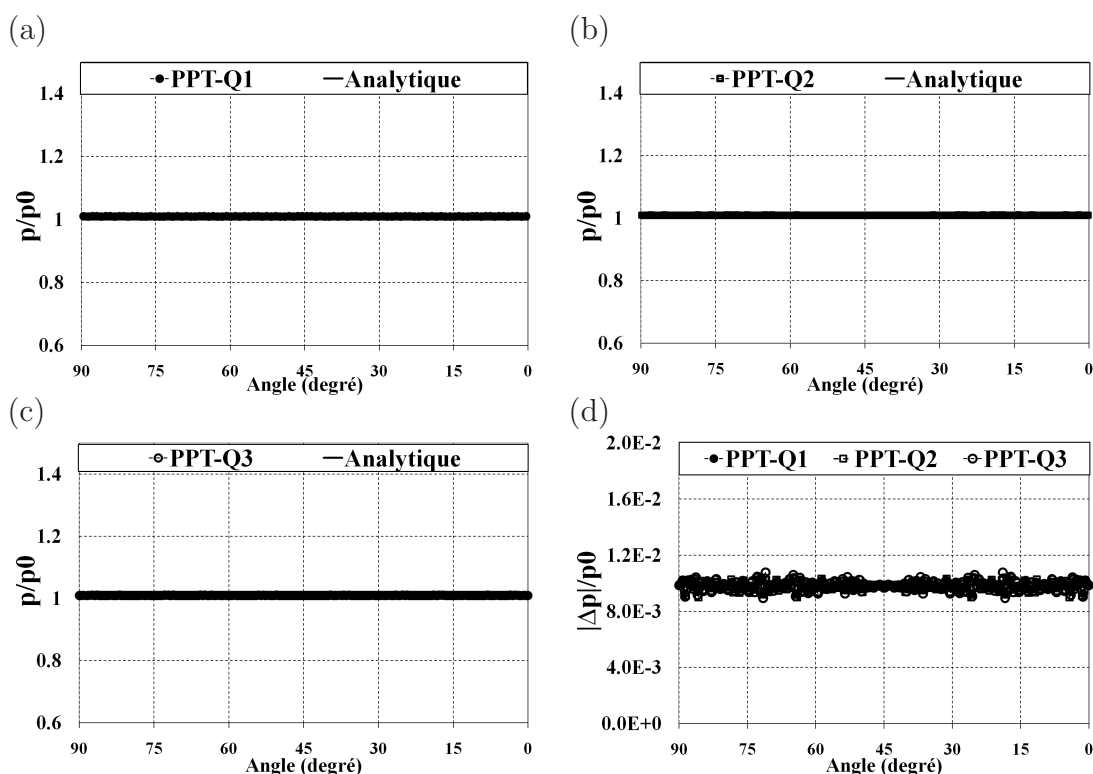 (a)
PPT-Q1 Analytique
1.4
1.2
1
0.8
0.6
p/p0
90 75 60 45 30 15 0
Angle (degré)
(b)
PPT-Q2 Analytique
1.4
1.2
1
0.8
0.6
p/p0
90 75 60 45 30 15 0
Angle (degré)
(c)
PPT-Q3 Analytique
1.4
1.2
1
0.8
0.6
p/p0
90 75 60 45 30 15 0
Angle (degré)
(d)
PPT-Q1 PPT-Q2 PPT-Q3
2.0E-2
1.6E-2
1.2E-2
8.0E-3
4.0E-3
0.0E+0
|Δp|/p0
90 75 60 45 30 15 0
Angle (degré)